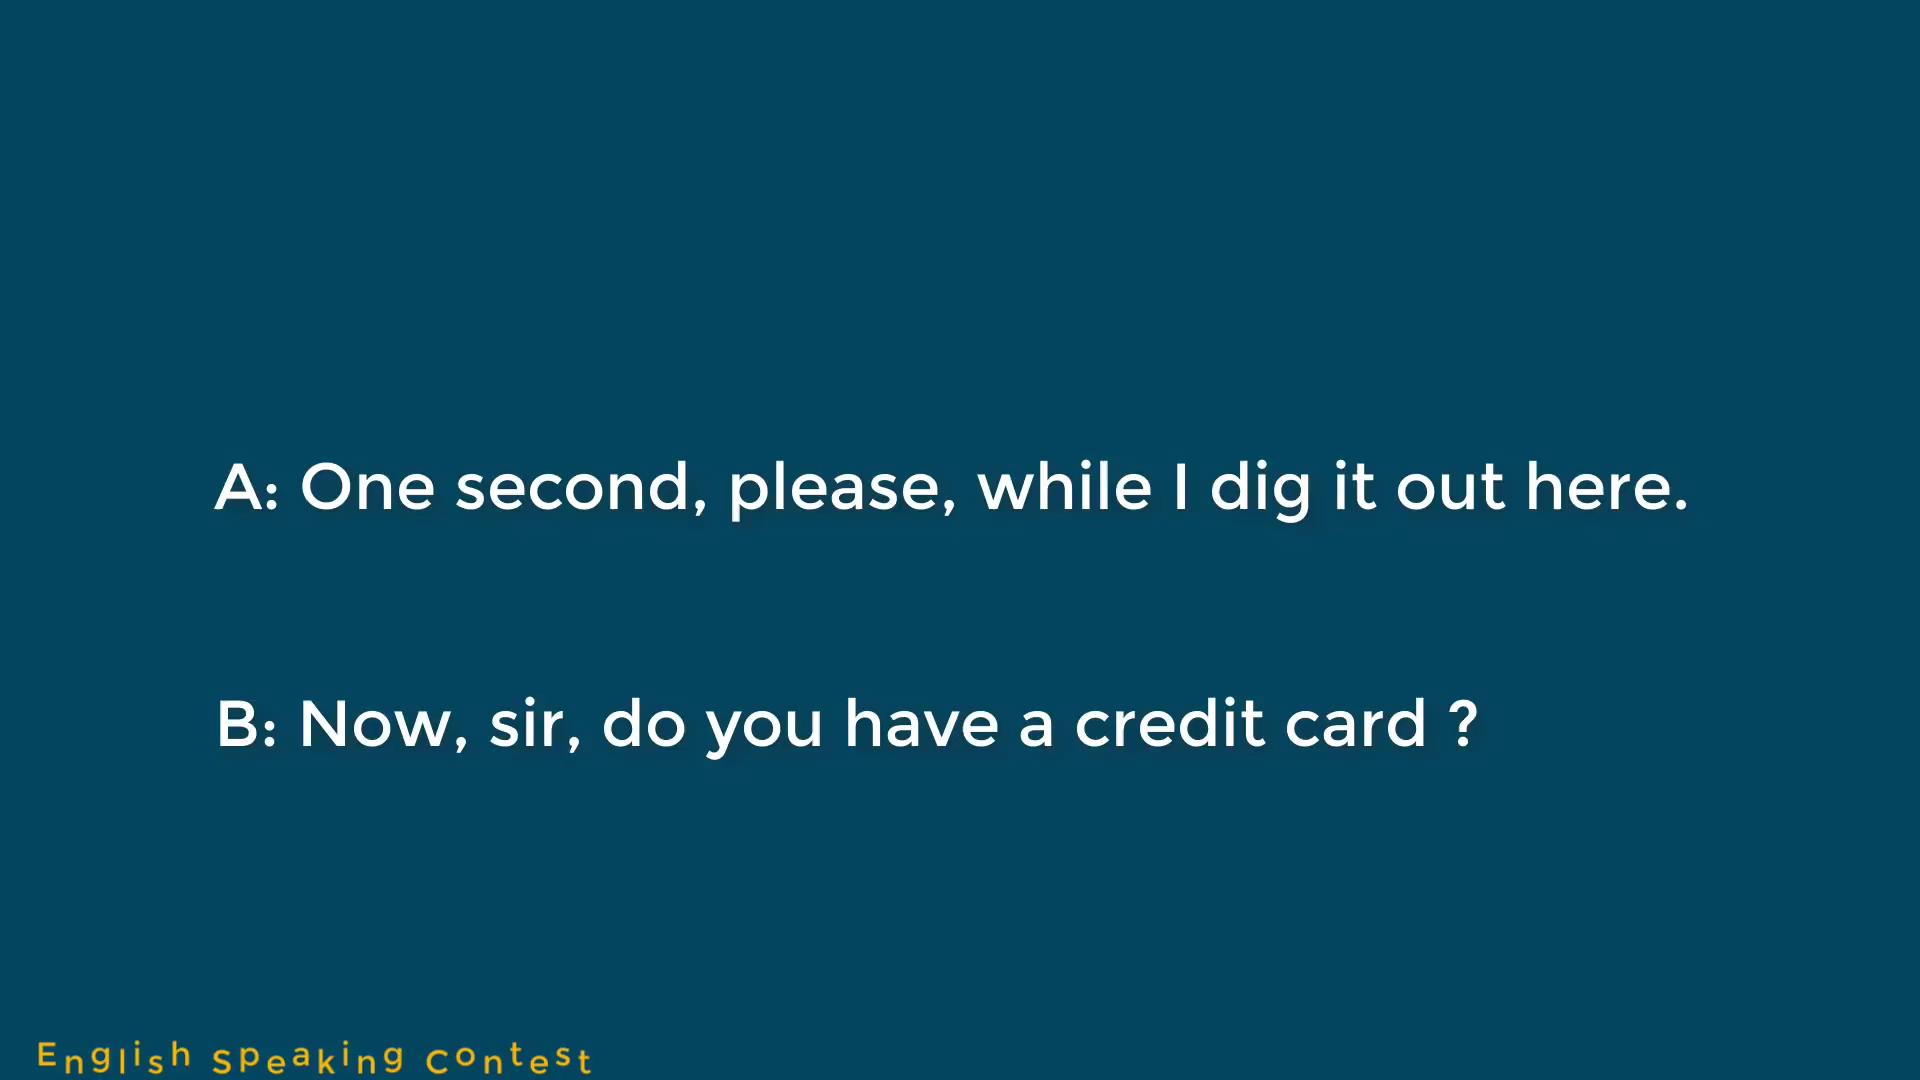 A: One second, please, while I dig it out here.
B: Now, sir, do you have a credit card ?
English Speaking Contest